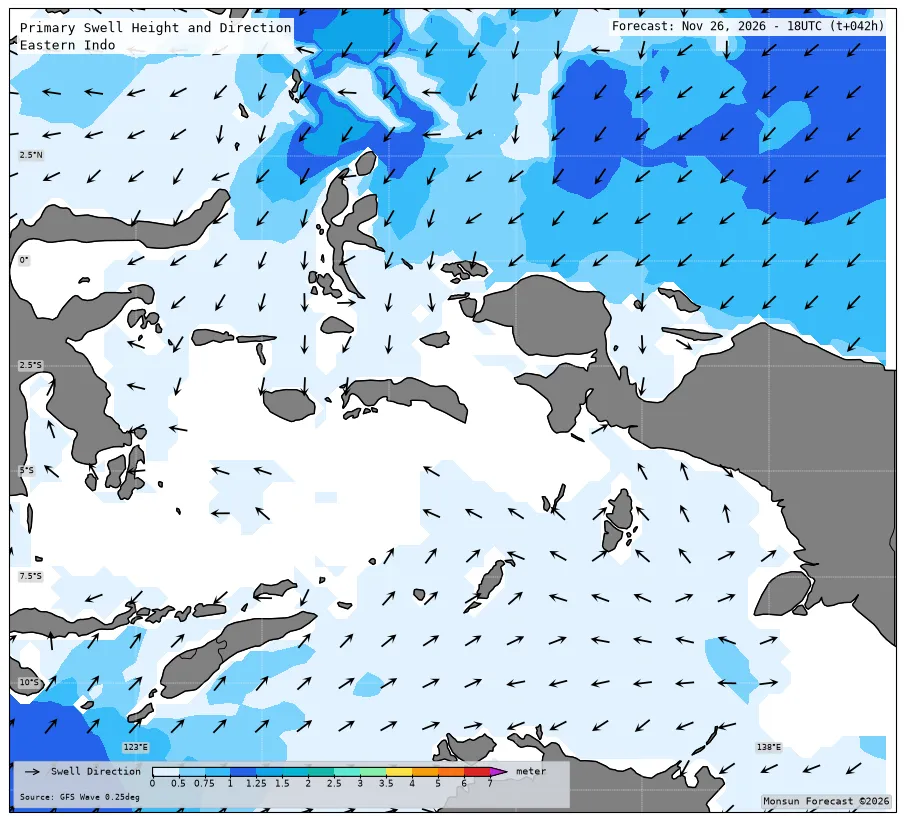 Primary Swell Height and Direction
Eastern Indo
Forecast: Nov 26, 2026 - 18UTC (t+042h)
2.5°N
0°
2.5°S
5°S
7.5°S
10°S
123°E
138°E
Swell Direction
meter
0 0.5 0.75 1 1.25 1.5 2 2.5 3 3.5 4 5 6 7
Source: GFS Wave 0.25deg
Monsun Forecast ©2026